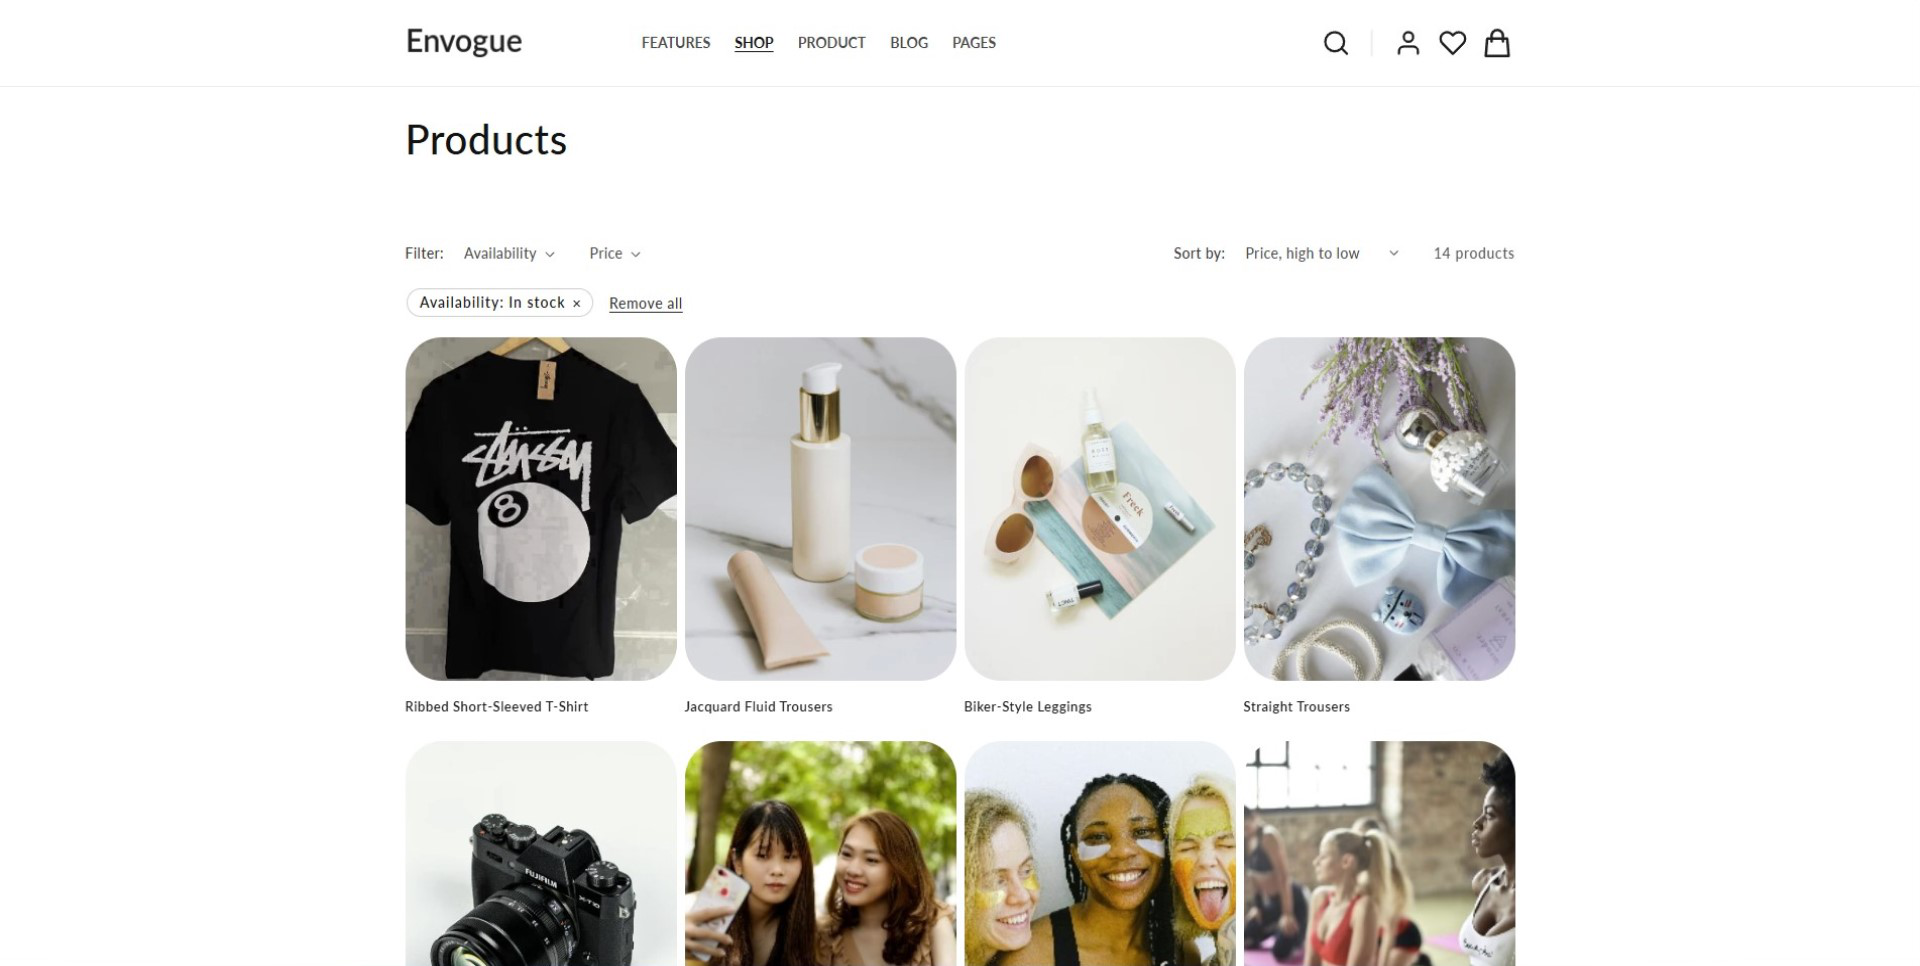 Envogue
FEATURES SHOP PRODUCT BLOG PAGES
Products
Filter: Availability Price
Sort by: Price, high to low 14 products
Availability: In stock × Remove all
STÜSSY
8
RUDY
Freck
Ribbed Short-Sleeved T-Shirt
Jacquard Fluid Trousers
Biker-Style Leggings
Straight Trousers
FUJIFILM
X-T10